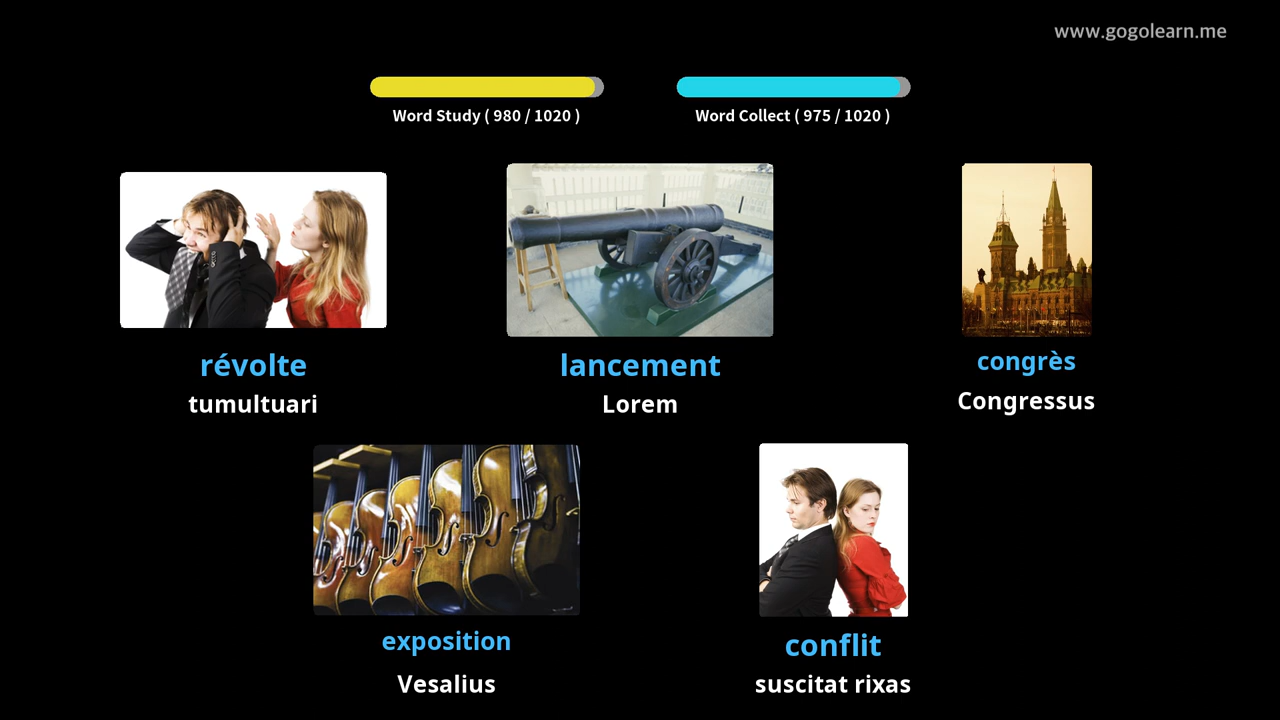 www.gogolearn.me
Word Study ( 980 / 1020 )
Word Collect ( 975 / 1020 )
révolte
tumultuari
lancement
Lorem
congrès
Congressus
exposition
Vesalius
conflit
suscitat rixas